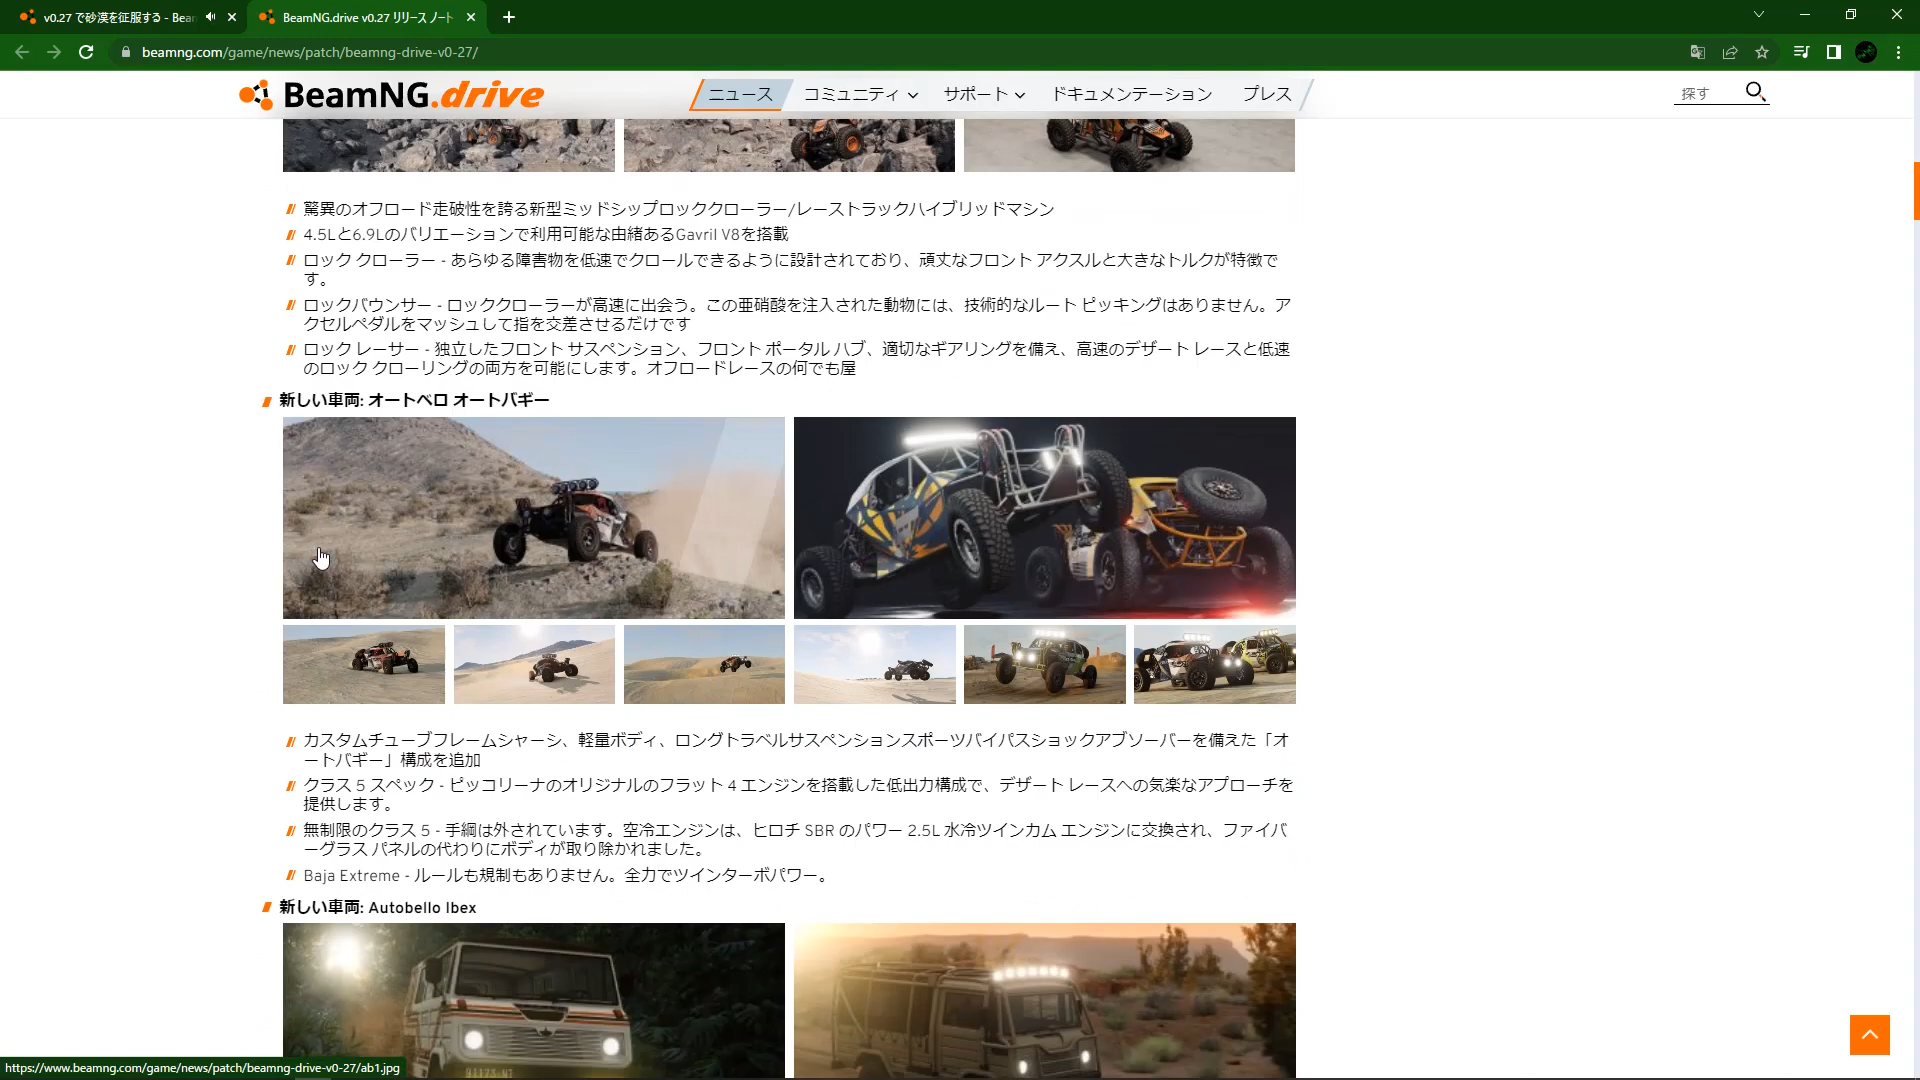 v0.27 で砂漠を征服する - Bear
BeamNG.drive v0.27 リリース ノート
beamng.com/game/news/patch/beamng-drive-v0-27/
BeamNG.drive
ニュース
コミュニティ
サポート
ドキュメンテーション
プレス
探す
驚異のオフロード走破性を誇る新型ミッドシップロッククローラー/レーストラックハイブリッドマシン
4.5Lと6.9Lのバリエーションで利用可能な由緒あるGavril V8を搭載
ロック クローラー - あらゆる障害物を低速でクロールできるように設計されており、頑丈なフロント アクスルと大きなトルクが特徴で
す。
ロックバウンサー - ロッククローラーが高速に出会う。この亜硝酸を注入された動物には、技術的なルート ピッキングはありません。ア
クセルペダルをマッシュして指を交差させるだけです
ロック レーサー - 独立したフロント サスペンション、フロント ポータル ハブ、適切なギアリングを備え、高速のデザート レースと低速
のロック クローリングの両方を可能にします。オフロードレースの何でも屋
新しい車両: オートベロ オートバギー
カスタムチューブフレームシャーシ、軽量ボディ、ロングトラベルサスペンションスポーツバイパスショックアブソーバーを備えた「オ
ートバギー」構成を追加
クラス 5 スペック - ピッコリーナのオリジナルのフラット 4 エンジンを搭載した低出力構成で、デザート レースへの気楽なアプローチを
提供します。
無制限のクラス 5 - 手綱は外されています。空冷エンジンは、ヒロチ SBR のパワー 2.5L 水冷ツインカム エンジンに交換され、ファイバ
ーグラス パネルの代わりにボディが取り除かれました。
Baja Extreme - ルールも規制もありません。全力でツインターボパワー。
新しい車両: Autobello Ibex
https://www.beamng.com/game/news/patch/beamng-drive-v0-27/ab1.jpg